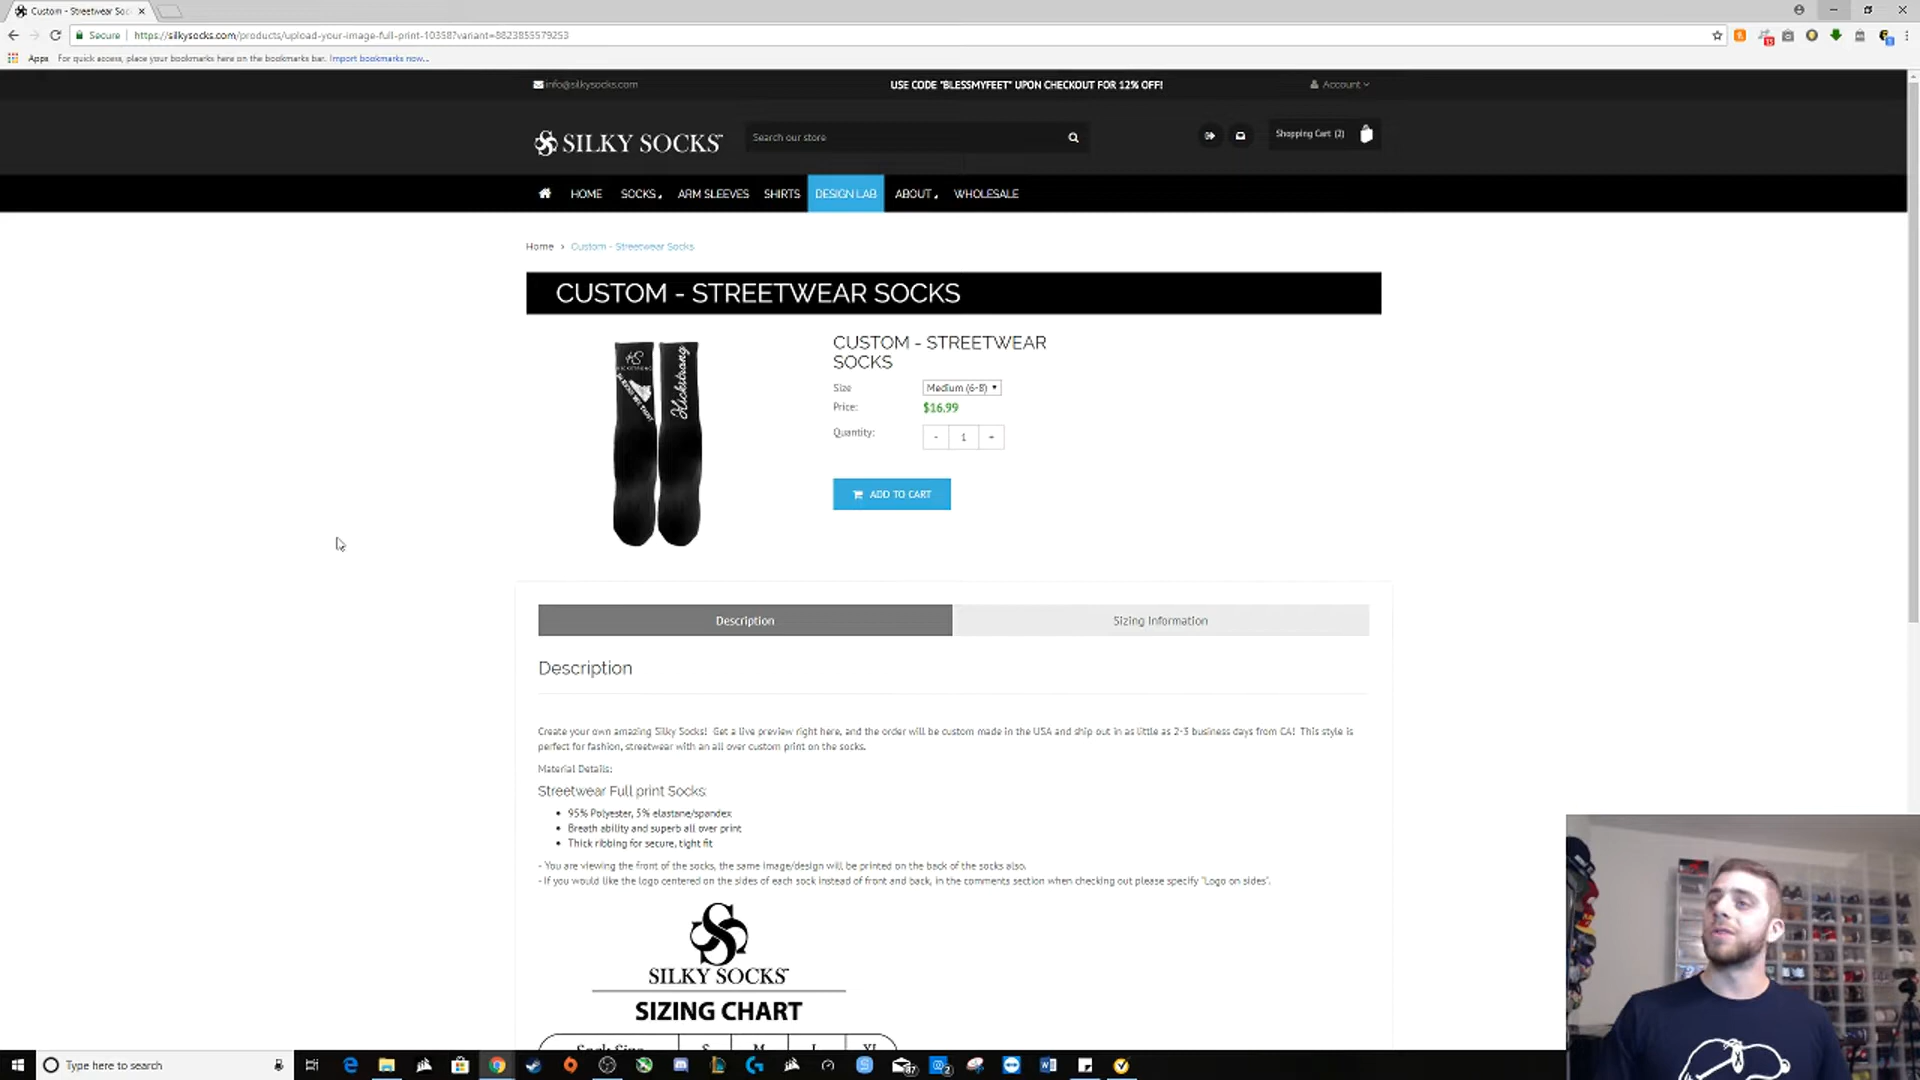 Custom - Streetwear So
Secure
https://silkysocks.com/products/upload-your-image-full-print-10358?variant=8823855579253
Apps
For quick access, place your bookmarks here on the bookmarks bar. Import bookmarks now...
info@silkysocks.com
USE CODE "BLESSMYFEET" UPON CHECKOUT FOR 12% OFF!
Account
SILKY SOCKS
Search our store
Shopping Cart (2)
HOME
SOCKS
ARM SLEEVES
SHIRTS
DESIGN LAB
ABOUT
WHOLESALE
Home > Custom - Streetwear Socks
CUSTOM - STREETWEAR SOCKS
CUSTOM - STREETWEAR
SOCKS
Size
Medium (6-8)
Price:
$16.99
Quantity:
- 1 +
ADD TO CART
Kickstrong
Description
Sizing Information
Description
Create your own amazing Silky Socks! Get a live preview right here, and the order will be custom made in the USA and ship out in as little as 2-3 business days from CA! This style is
perfect for fashion, streetwear with an all over custom print on the socks.
Material Details:
Streetwear Full print Socks:
• 95% Polyester, 5% elastane/spandex
• Breath ability and superb all over print
• Thick ribbing for secure, tight fit
- You are viewing the front of the socks, the same image/design will be printed on the back of the socks also.
- If you would like the logo centered on the sides of each sock instead of front and back, in the comments section when checking out please specify "Logo on sides".
SILKY SOCKS™
SIZING CHART
Sock Size S M L XL
Type here to search